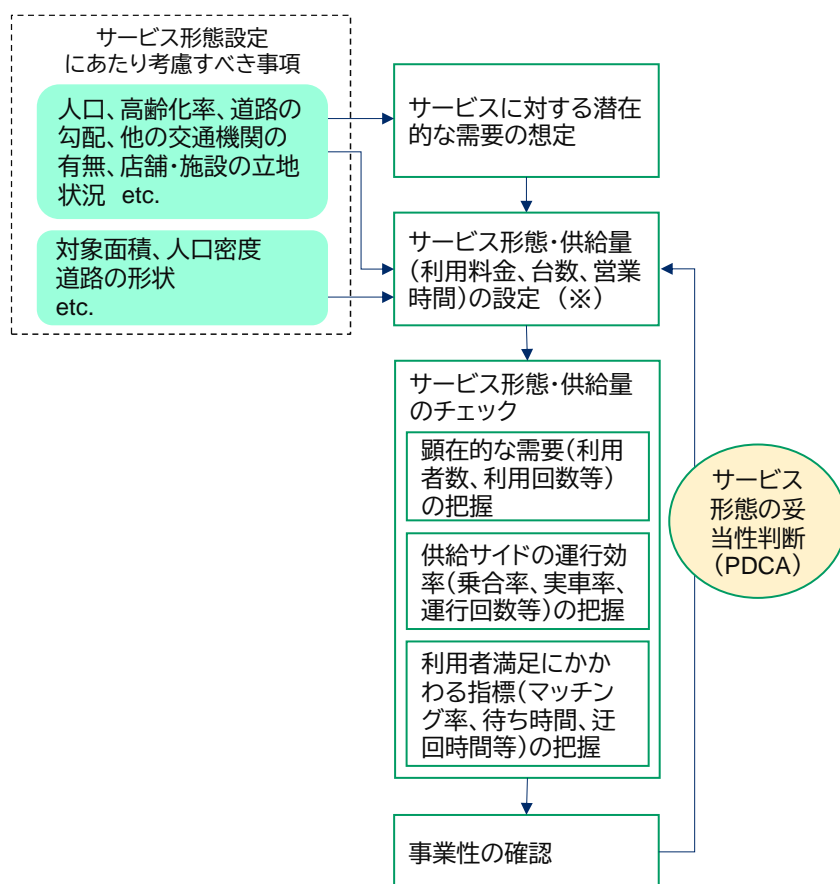 サービス形態設定
にあたり考慮すべき事項
人口、高齢化率、道路の
勾配、他の交通機関の
有無、店舗・施設の立地
状況 etc.
対象面積、人口密度
道路の形状
etc.
サービスに対する潜在
的な需要の想定
サービス形態・供給量
（利用料金、台数、営業
時間）の設定 （※）
サービス形態・供給量
のチェック
顕在的な需要（利用
者数、利用回数等）
の把握
供給サイドの運行効
率（乗合率、実車率、
運行回数等）の把握
利用者満足にかか
わる指標（マッチン
グ率、待ち時間、迂
回時間等）の把握
事業性の確認
サービス
形態の妥
当性判断
（PDCA）